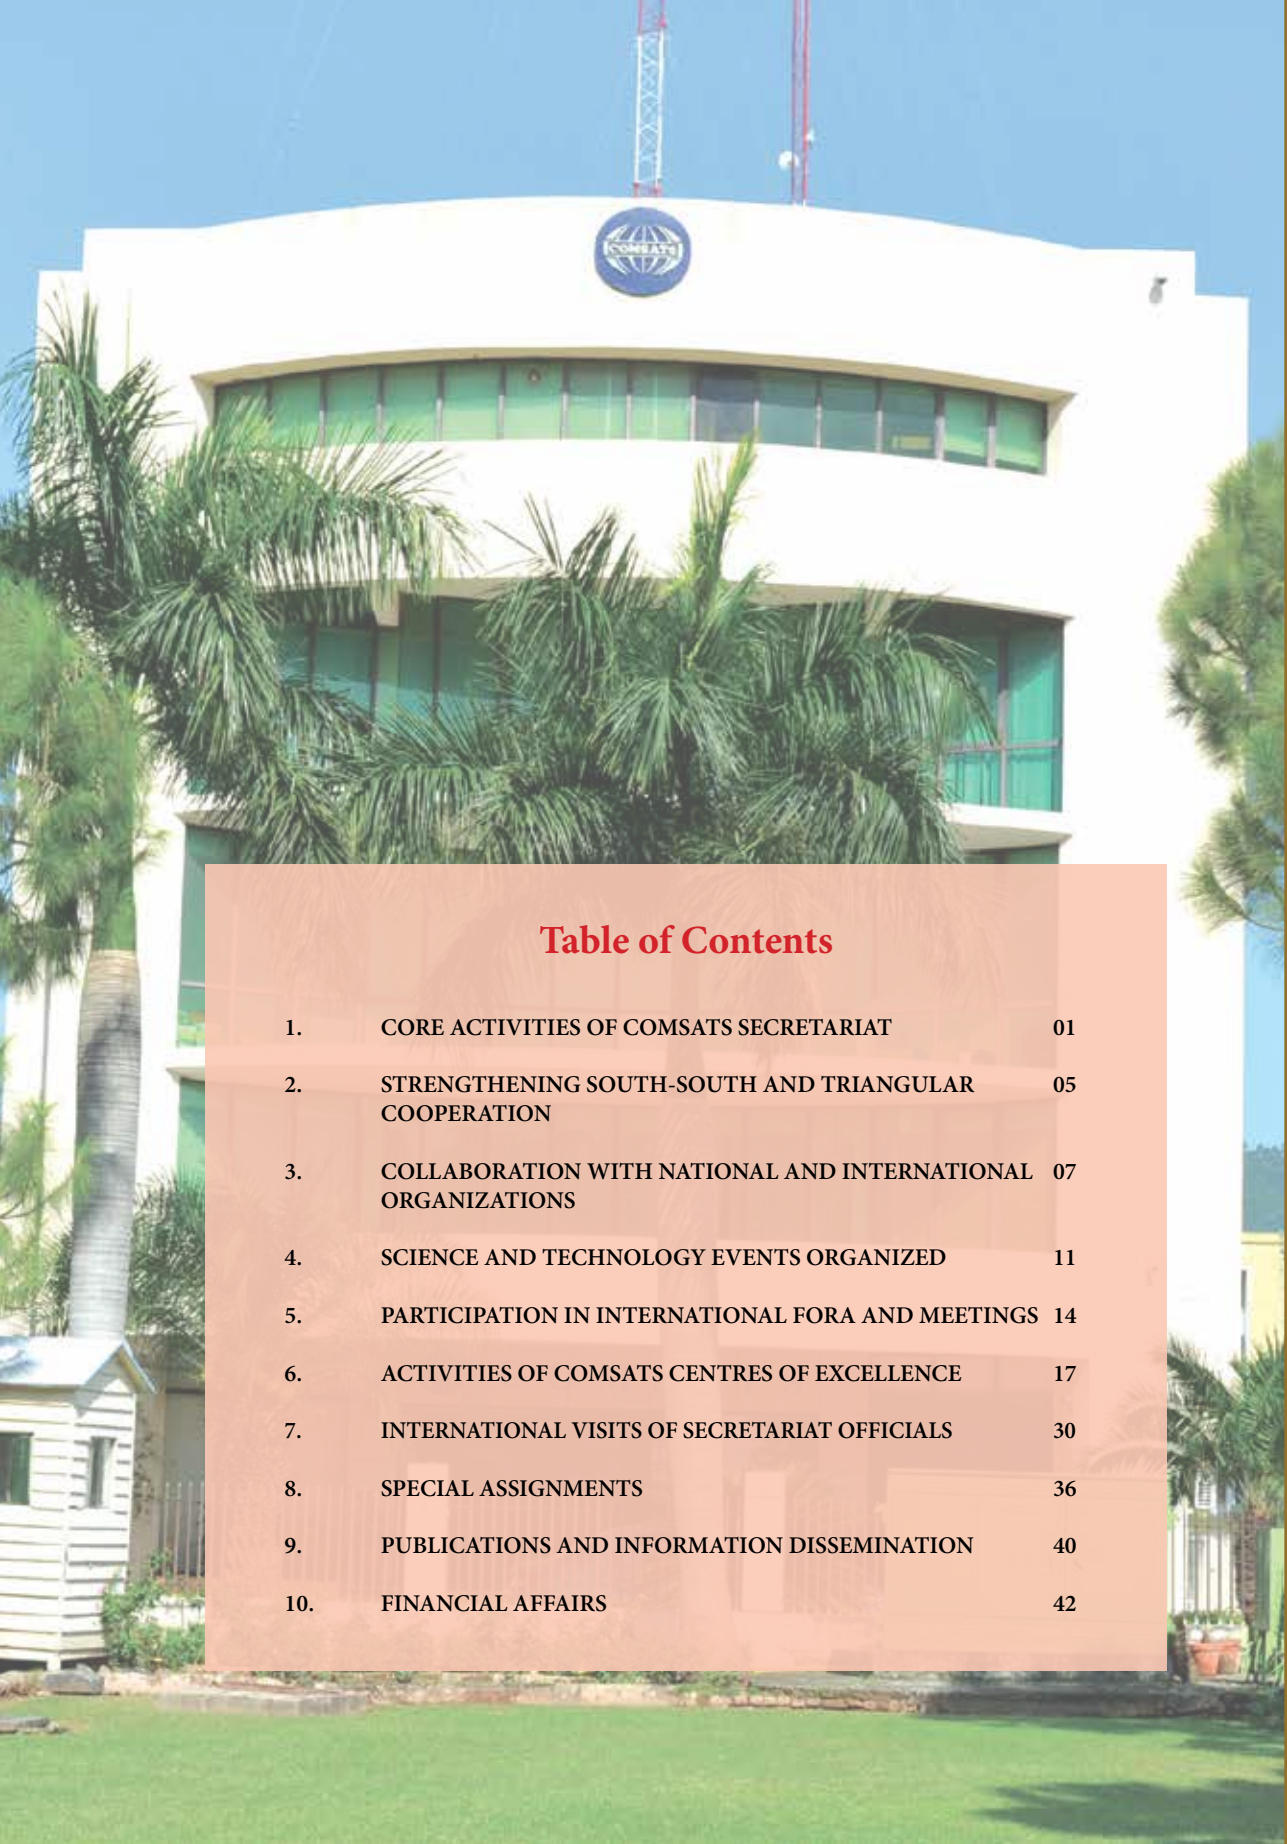 COMSATS
Table of Contents
1. CORE ACTIVITIES OF COMSATS SECRETARIAT 01
2. STRENGTHENING SOUTH-SOUTH AND TRIANGULAR 05
COOPERATION
3. COLLABORATION WITH NATIONAL AND INTERNATIONAL 07
ORGANIZATIONS
4. SCIENCE AND TECHNOLOGY EVENTS ORGANIZED 11
5. PARTICIPATION IN INTERNATIONAL FORA AND MEETINGS 14
6. ACTIVITIES OF COMSATS CENTRES OF EXCELLENCE 17
7. INTERNATIONAL VISITS OF SECRETARIAT OFFICIALS 30
8. SPECIAL ASSIGNMENTS 36
9. PUBLICATIONS AND INFORMATION DISSEMINATION 40
10. FINANCIAL AFFAIRS 42